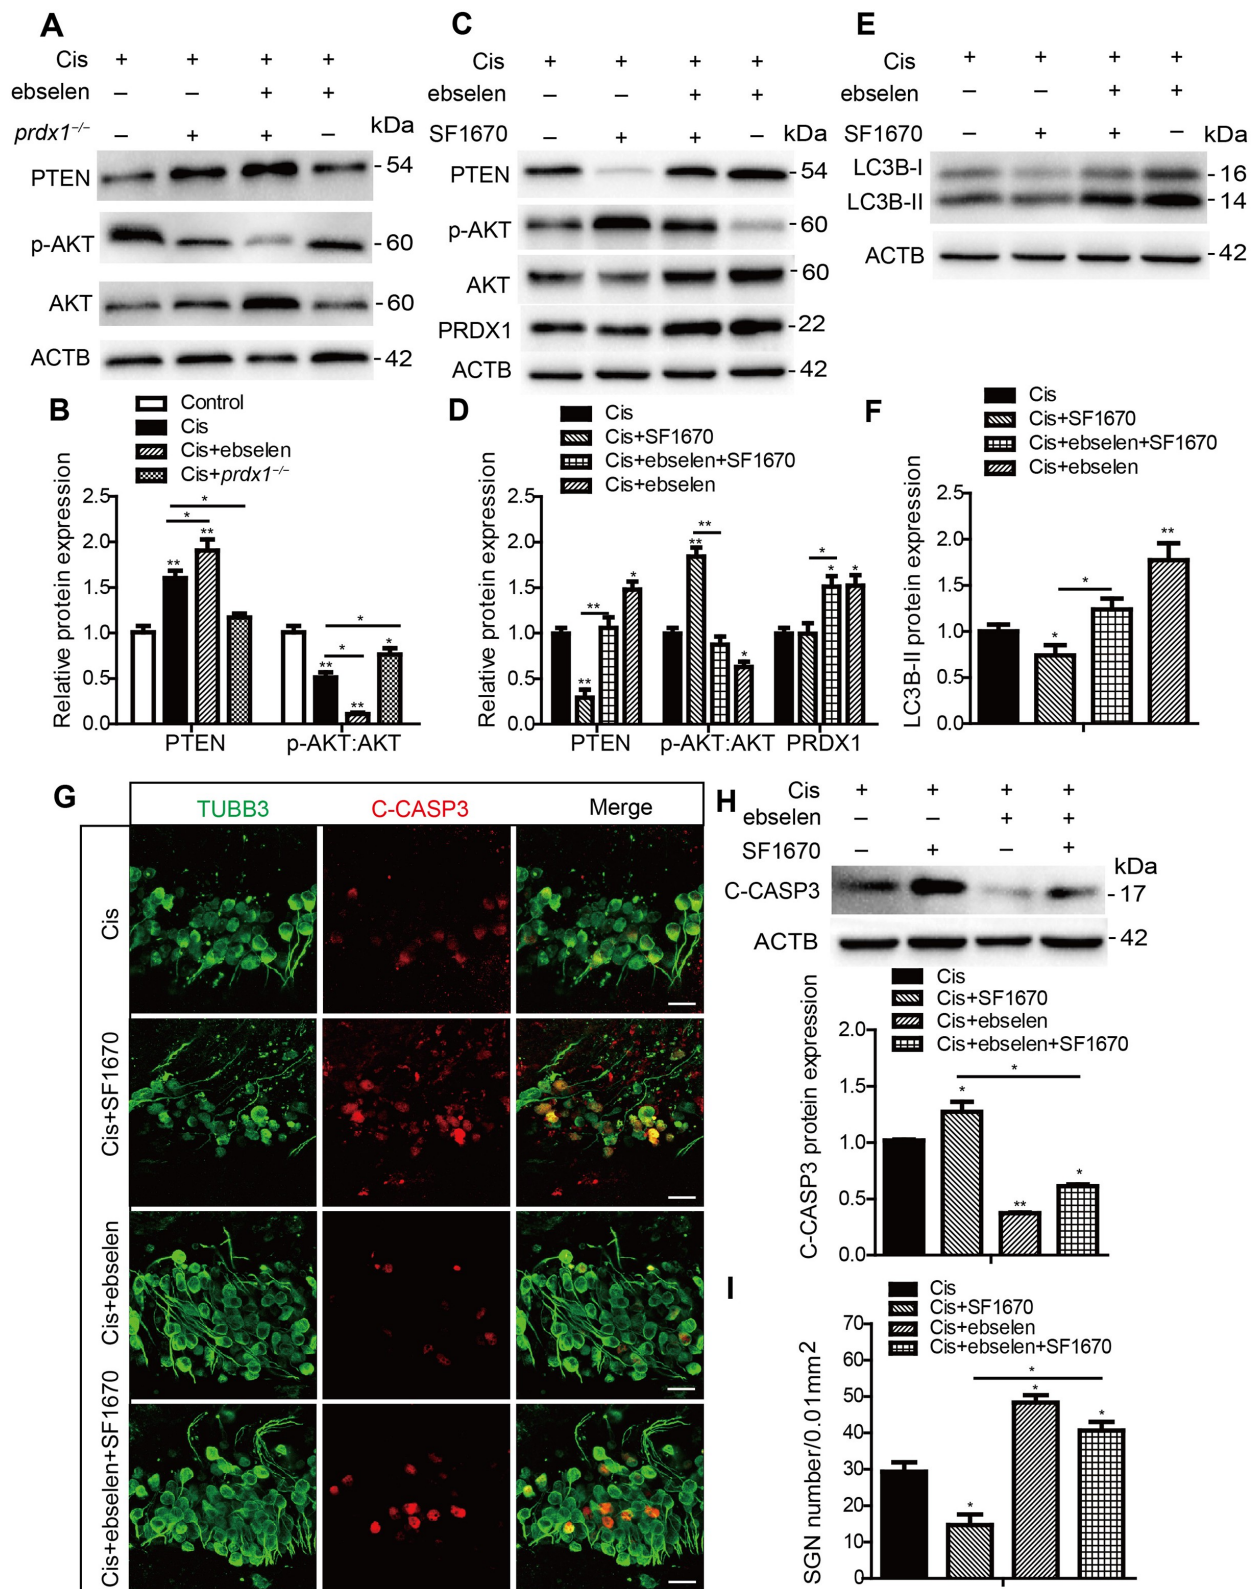 A
Cis + + + +
ebselen – – + +
prdx1⁻/⁻ – + + – kDa
PTEN - 54
p-AKT - 60
AKT - 60
ACTB - 42
C
Cis + + + +
ebselen – – + +
SF1670 – + + – kDa
PTEN - 54
p-AKT - 60
AKT - 60
PRDX1 - 22
ACTB - 42
E
Cis + + + +
ebselen – – + +
SF1670 – + + – kDa
LC3B-I - 16
LC3B-II - 14
ACTB - 42
B
Control
Cis
Cis+ebselen
Cis+prdx1⁻/⁻
Relative protein expression
2.5
2.0
1.5
1.0
0.5
0.0
** * ** *
** * ** * *
PTEN p-AKT:AKT
D
Cis
Cis+SF1670
Cis+ebselen+SF1670
Cis+ebselen
Relative protein expression
2.5
2.0
1.5
1.0
0.5
0.0
** ** *
** ** *
* * *
PTEN p-AKT:AKT PRDX1
F
Cis
Cis+SF1670
Cis+ebselen+SF1670
Cis+ebselen
LC3B-II protein expression
2.5
2.0
1.5
1.0
0.5
0.0
* * **
G
TUBB3 C-CASP3 Merge
Cis
Cis+SF1670
Cis+ebselen
Cis+ebselen+SF1670
H
Cis + + + +
ebselen – – + +
SF1670 – + – +
kDa
C-CASP3 - 17
ACTB - 42
Cis
Cis+SF1670
Cis+ebselen
Cis+ebselen+SF1670
C-CASP3 protein expression
2.0
1.5
1.0
0.5
0.0
* * ** *
I
Cis
Cis+SF1670
Cis+ebselen
Cis+ebselen+SF1670
SGN number/0.01mm²
70
60
50
40
30
20
10
0
* * * *